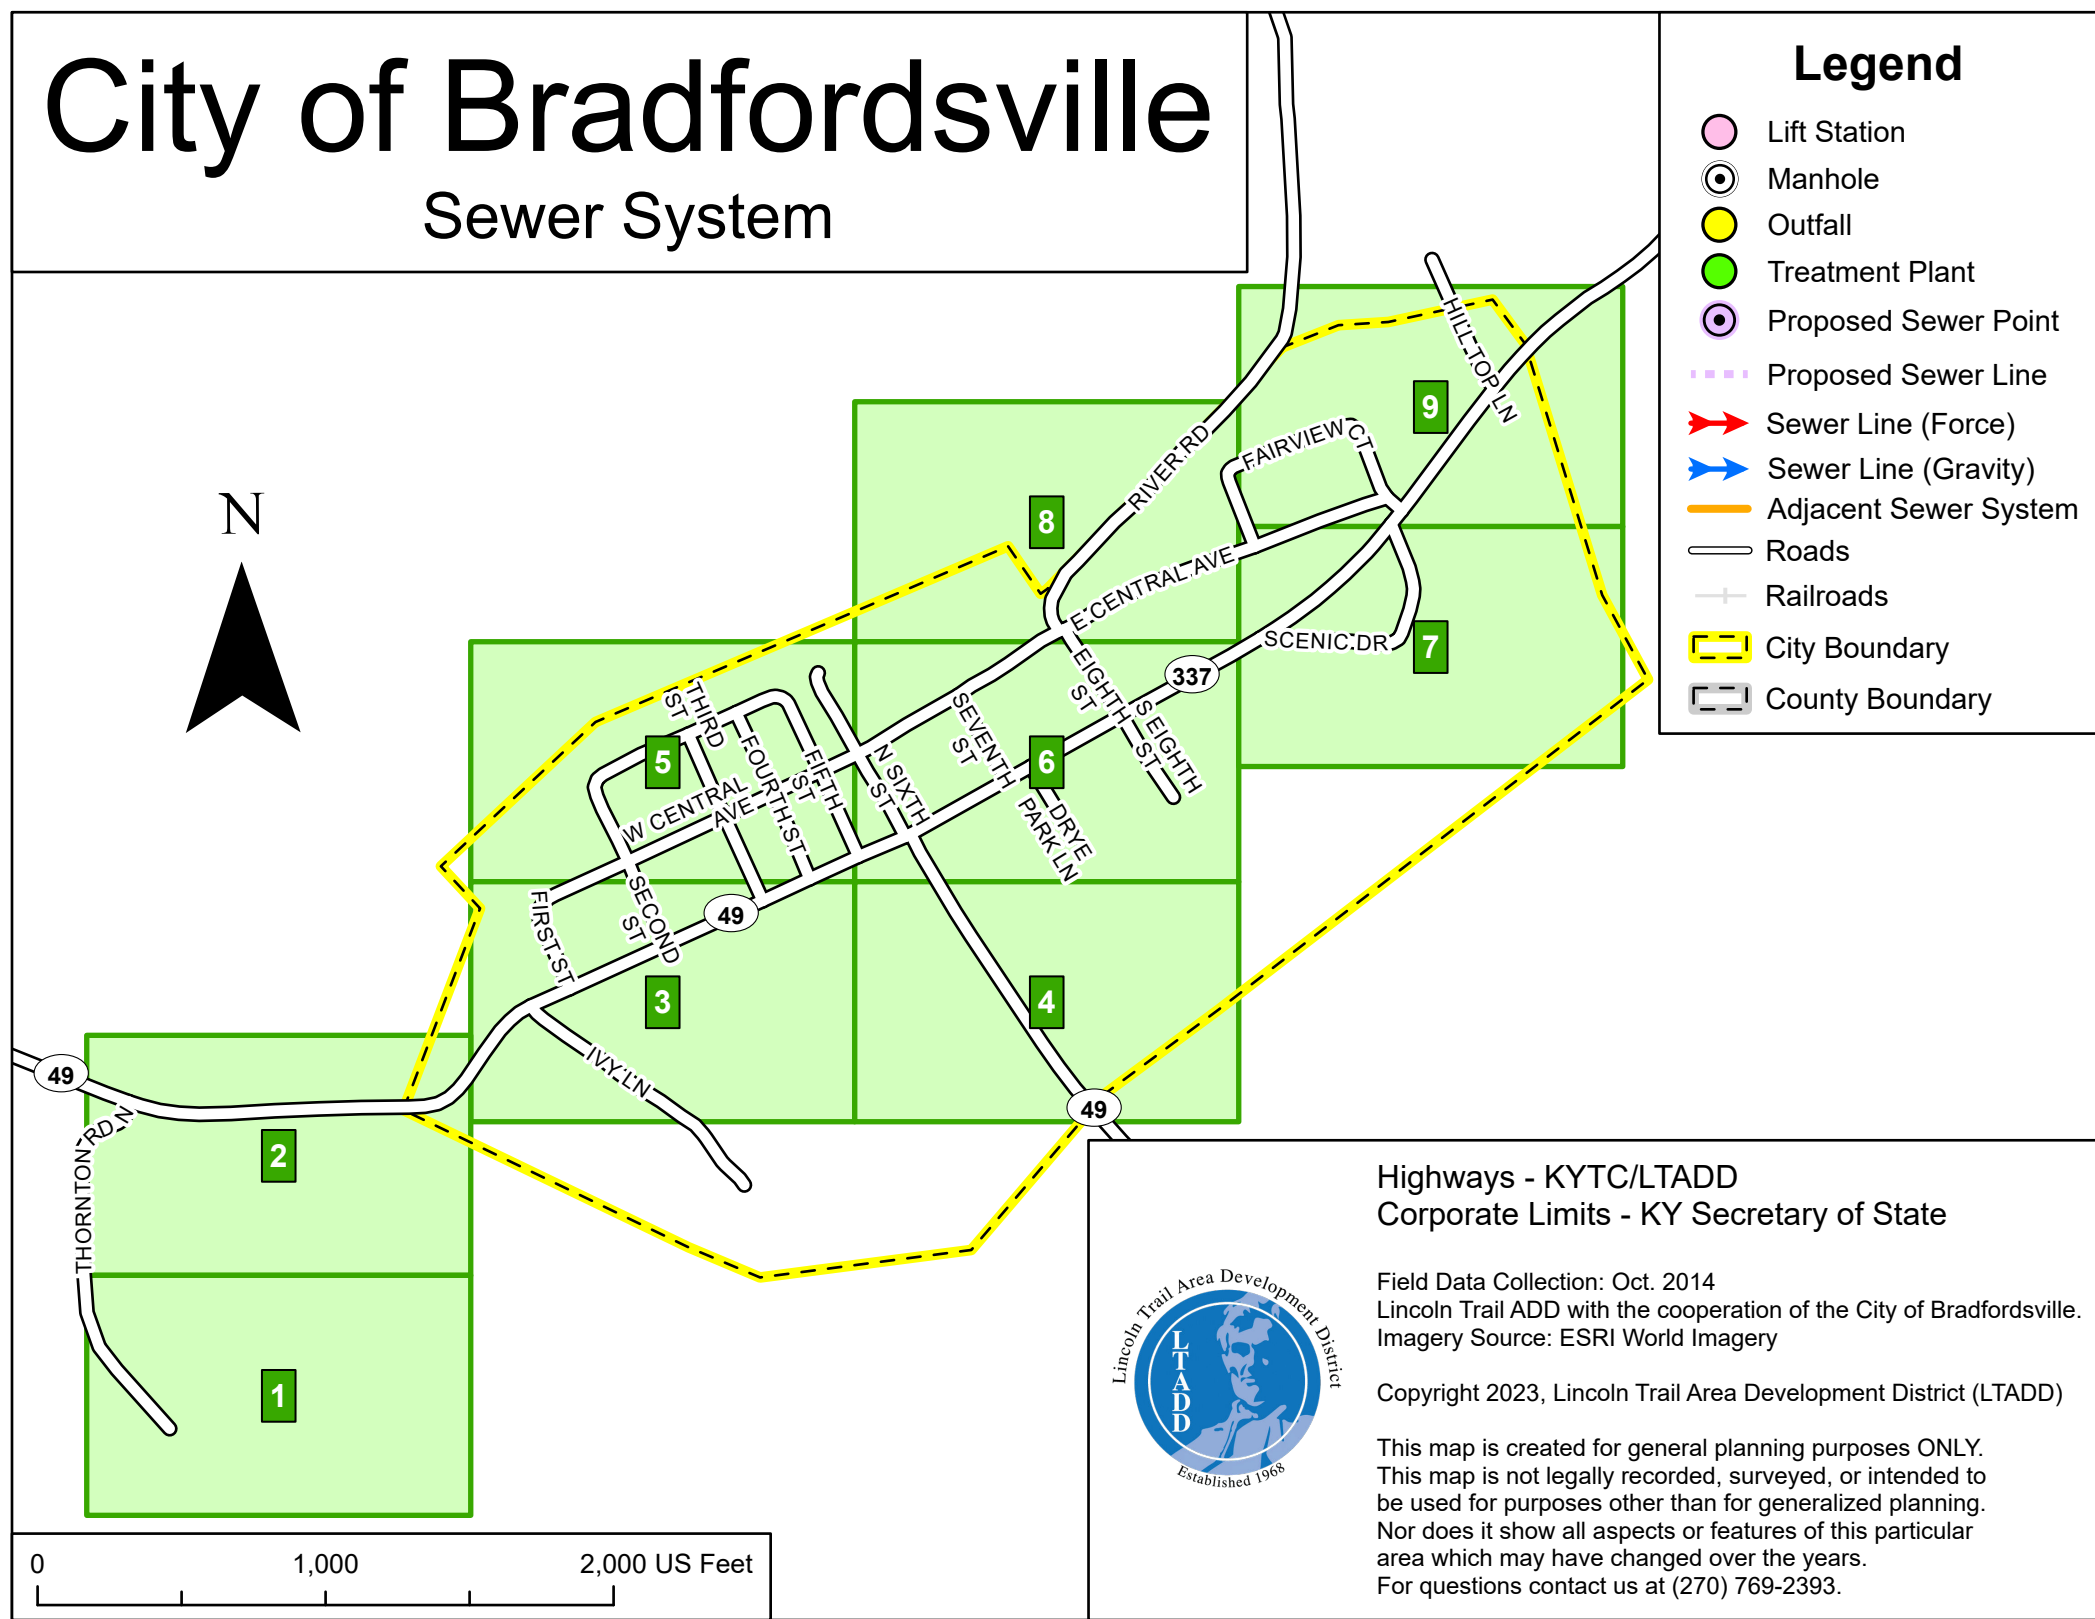 City of Bradfordsville
Sewer System
Legend
Lift Station
Manhole
Outfall
Treatment Plant
Proposed Sewer Point
Proposed Sewer Line
Sewer Line (Force)
Sewer Line (Gravity)
Adjacent Sewer System
Roads
Railroads
City Boundary
County Boundary
N
HILL TOP LN
9
FAIRVIEW CT
RIVER RD
8
E CENTRAL AVE
SCENIC DR
7
337
EIGHTH
ST
S EIGHTH
ST
THIRD
ST
SEVENTH
ST
5
FOURTH ST
FIFTH
ST
N SIXTH
ST
6
W CENTRAL
AVE
DRYE
PARK LN
FIRST ST
SECOND
ST
49
3
4
IVY LN
49
49
THORNTON RD N
2
1
0
1,000
2,000 US Feet
Highways - KYTC/LTADD
Corporate Limits - KY Secretary of State
Field Data Collection: Oct. 2014
Lincoln Trail ADD with the cooperation of the City of Bradfordsville.
Imagery Source: ESRI World Imagery
Copyright 2023, Lincoln Trail Area Development District (LTADD)
This map is created for general planning purposes ONLY.
This map is not legally recorded, surveyed, or intended to
be used for purposes other than for generalized planning.
Nor does it show all aspects or features of this particular
area which may have changed over the years.
For questions contact us at (270) 769-2393.
Lincoln Trail Area Development District
LTADD
Established 1968